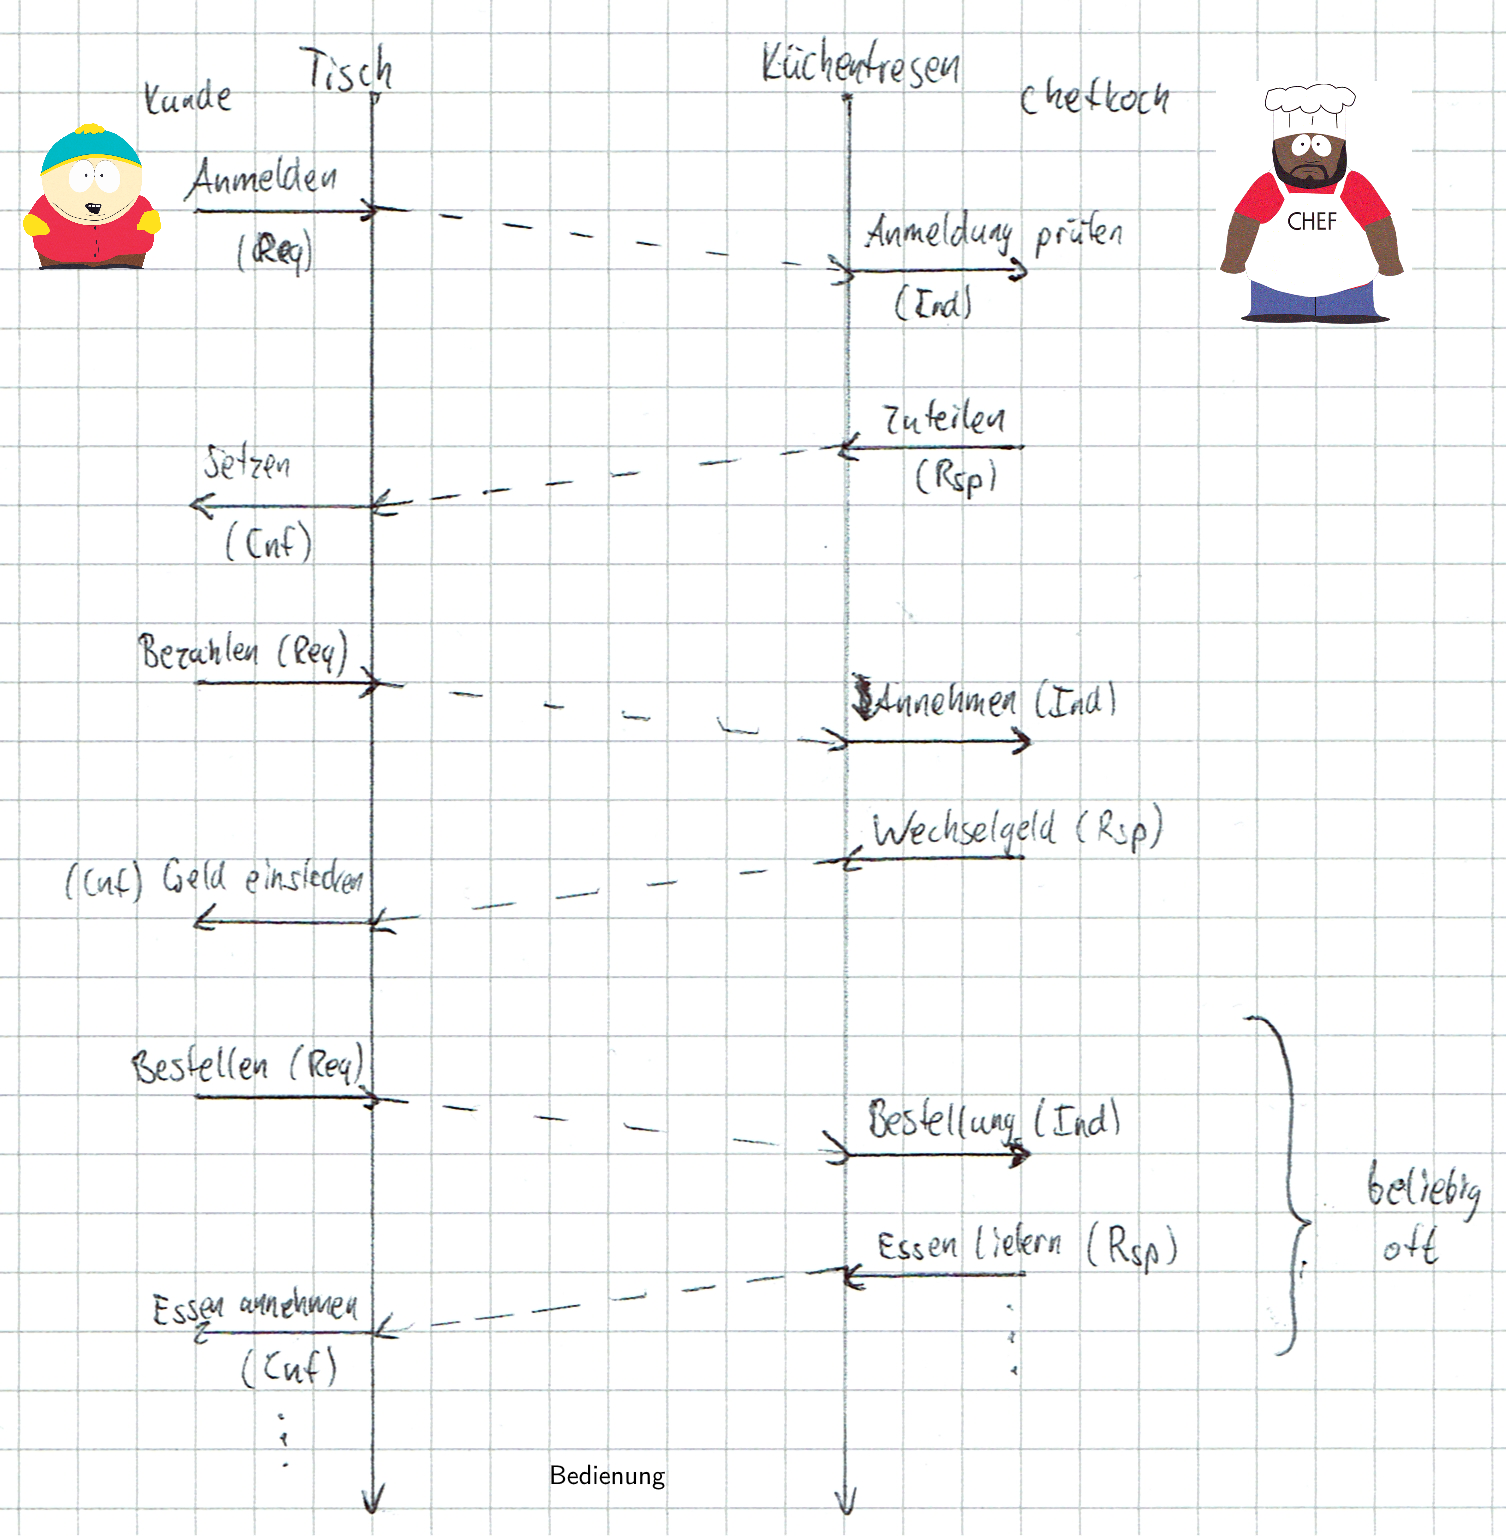 Tisch
Küchentresen
Kunde
Chefkoch
Anmelden
(Req)
CHEF
Anmeldung prüfen
(Ind)
Zuteilen
(Rsp)
Setzen
(Cnf)
Bezahlen (Req)
Annehmen (Ind)
Wechselgeld (Rsp)
(Cnf) Geld einstecken
Bestellen (Req)
Bestellung (Ind)
beliebig
oft
Essen liefern (Rsp)
Essen annehmen
(Cnf)
Bedienung